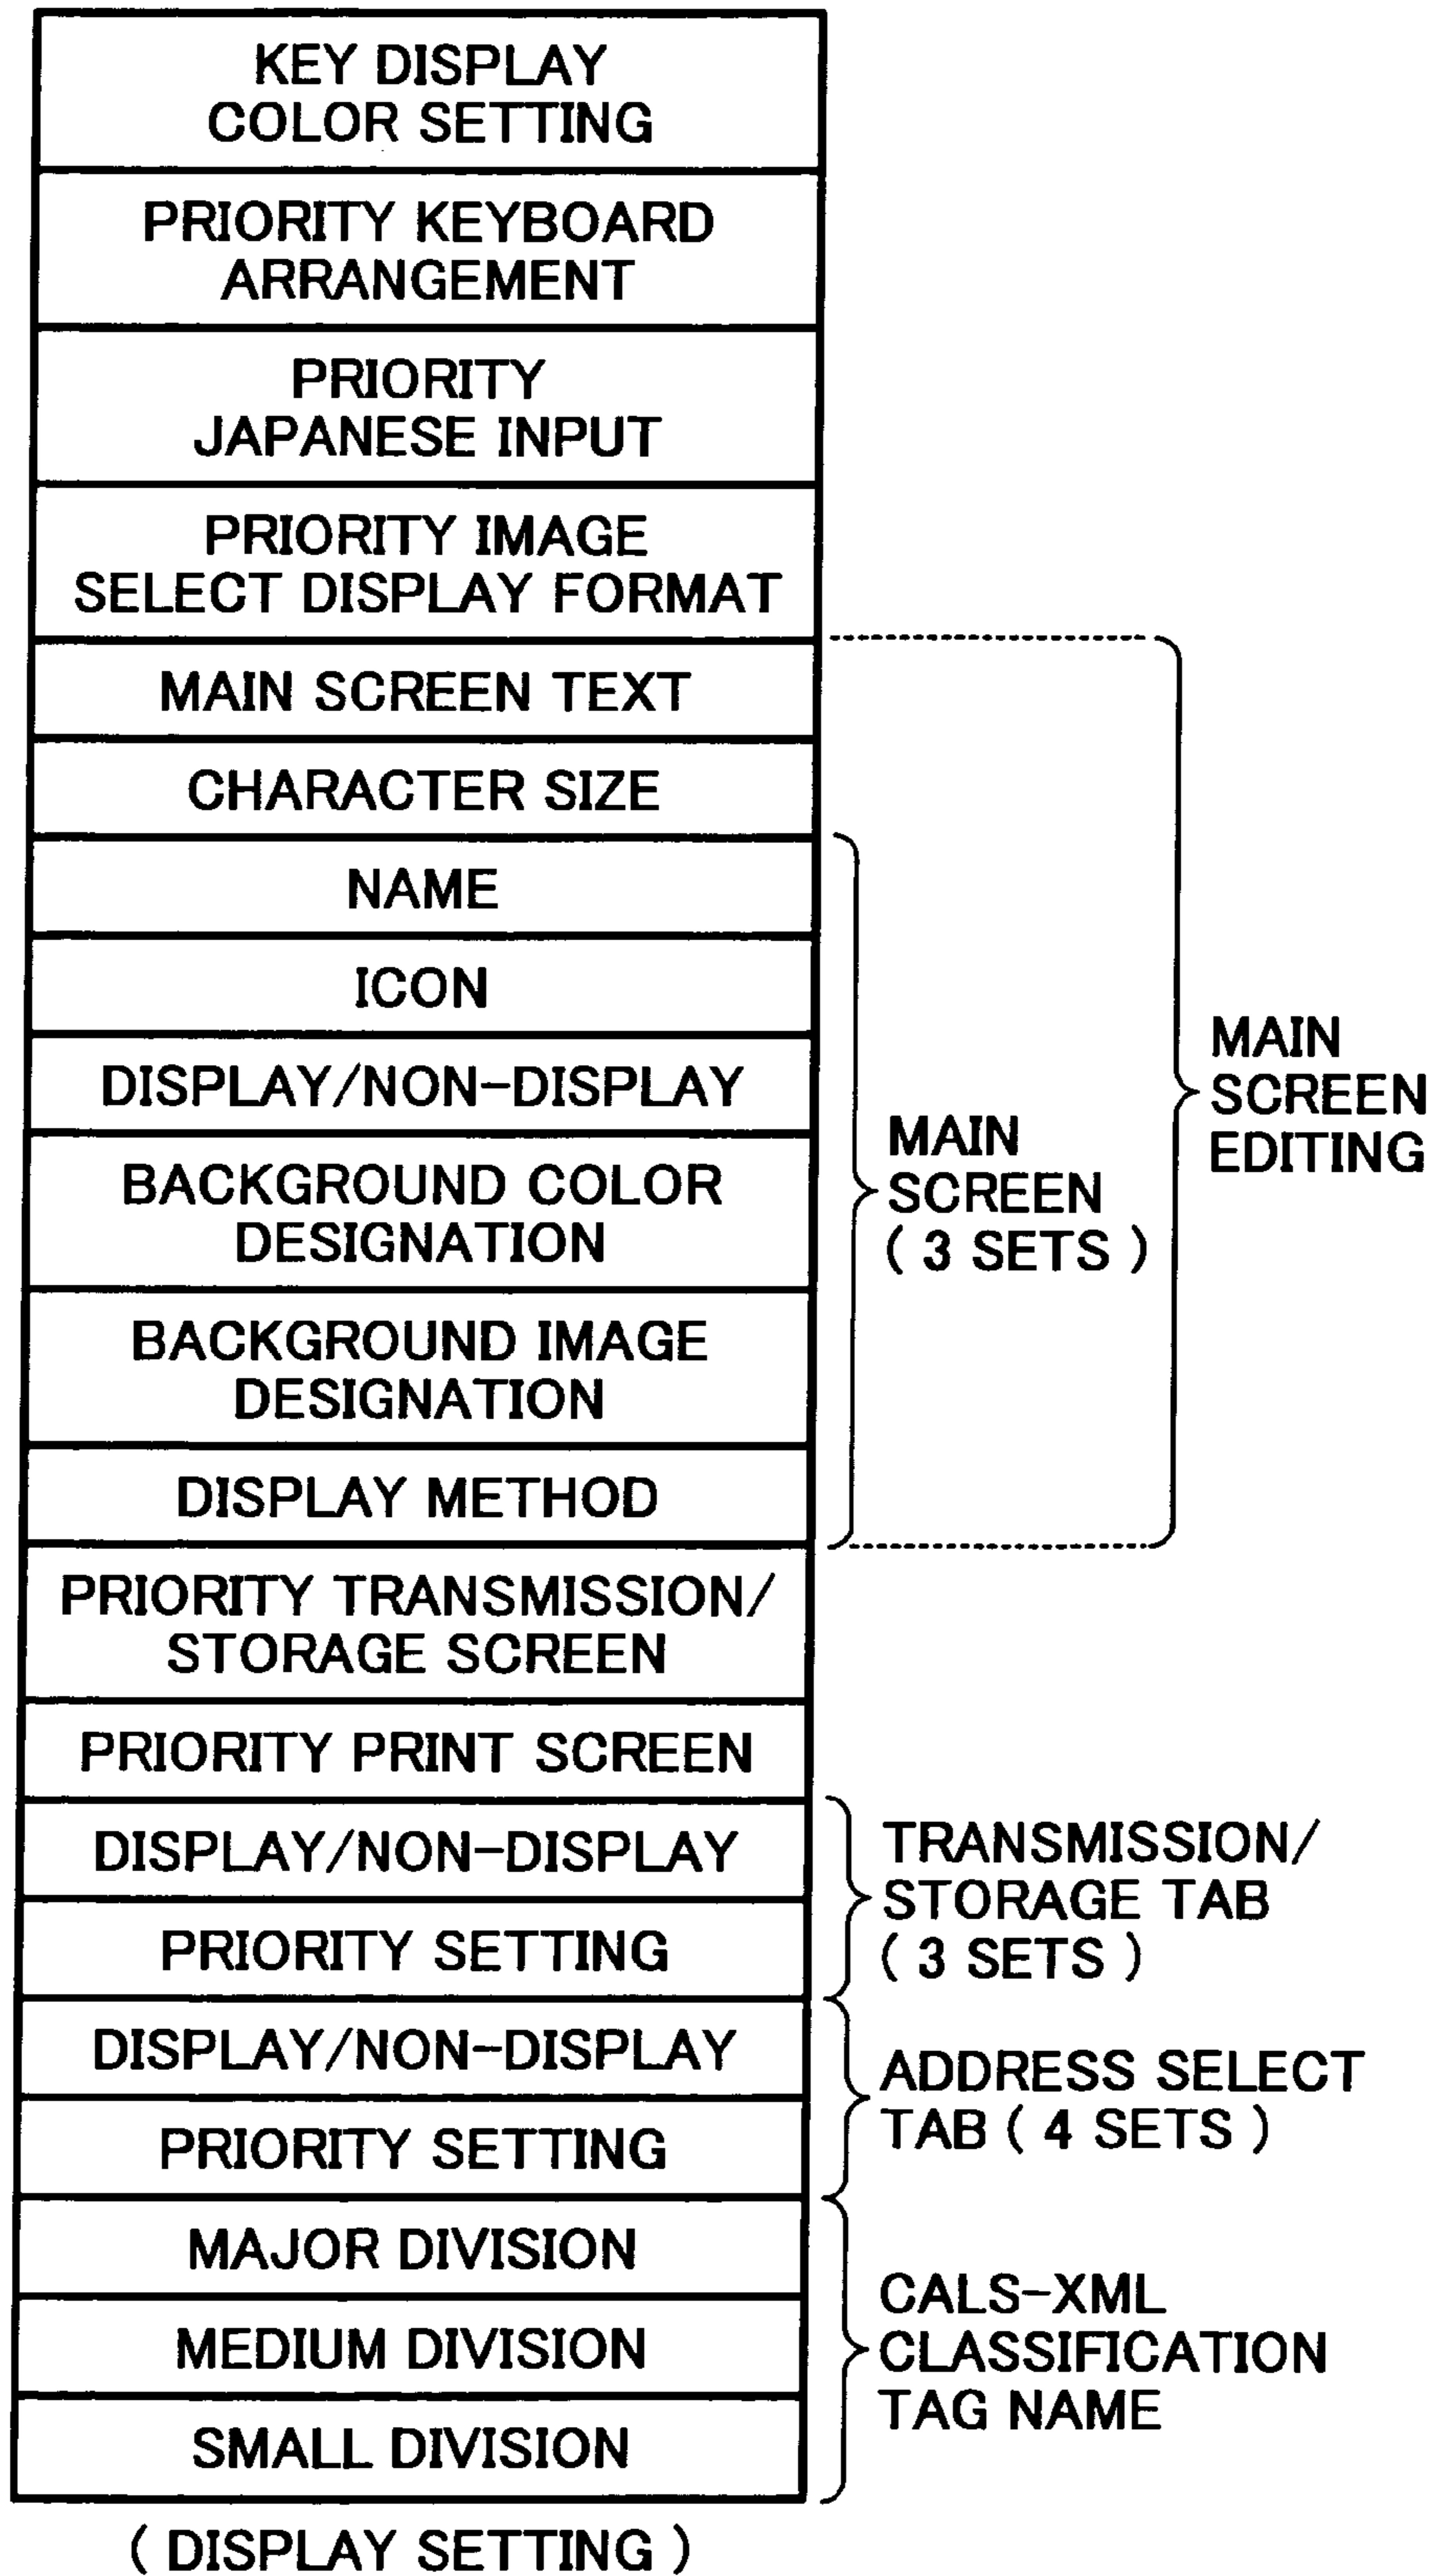 KEY DISPLAY
COLOR SETTING
PRIORITY KEYBOARD
ARRANGEMENT
PRIORITY
JAPANESE INPUT
PRIORITY IMAGE
SELECT DISPLAY FORMAT
MAIN SCREEN TEXT
CHARACTER SIZE
NAME
ICON
DISPLAY/NON-DISPLAY
BACKGROUND COLOR
DESIGNATION
BACKGROUND IMAGE
DESIGNATION
DISPLAY METHOD
MAIN
SCREEN
( 3 SETS )
MAIN
SCREEN
EDITING
PRIORITY TRANSMISSION/
STORAGE SCREEN
PRIORITY PRINT SCREEN
DISPLAY/NON-DISPLAY
PRIORITY SETTING
TRANSMISSION/
STORAGE TAB
( 3 SETS )
DISPLAY/NON-DISPLAY
PRIORITY SETTING
ADDRESS SELECT
TAB ( 4 SETS )
MAJOR DIVISION
MEDIUM DIVISION
SMALL DIVISION
CALS-XML
CLASSIFICATION
TAG NAME
( DISPLAY SETTING )